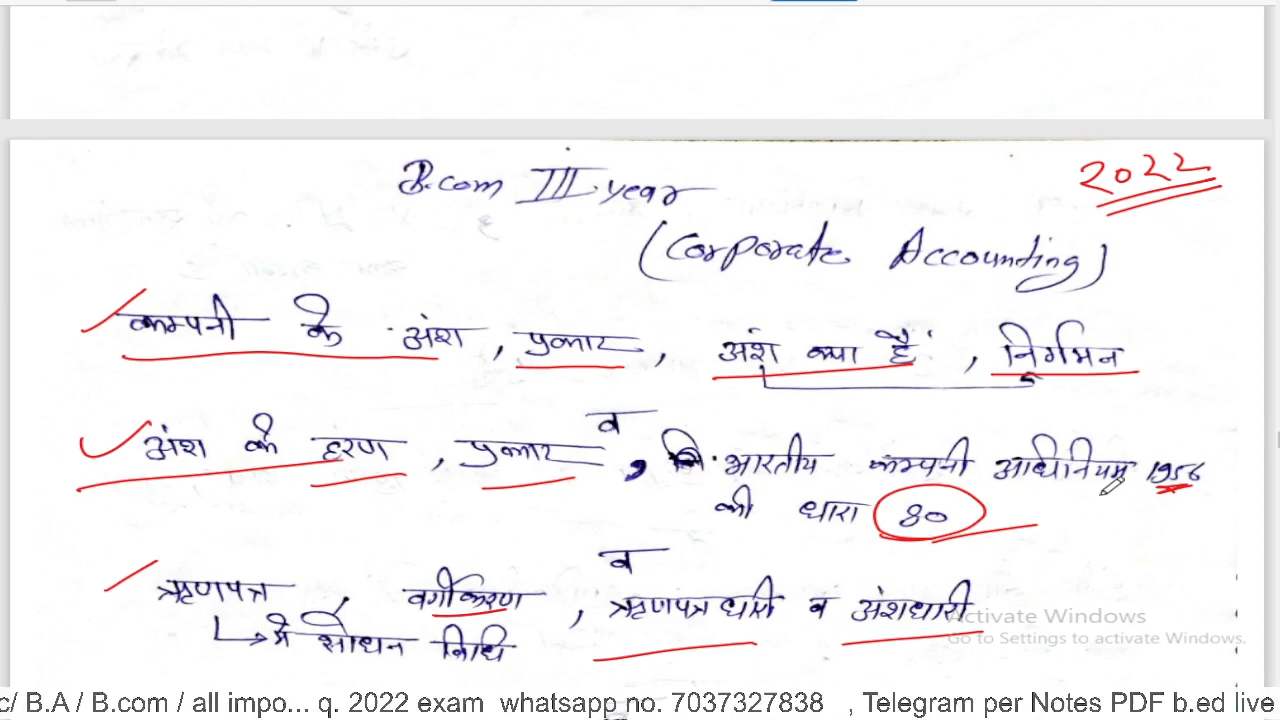 B.com III year
2022
(Corporate Accounting)
कम्पनी के अंश, प्रकार, अंश क्या है, निर्गमन
अंश के हरण, प्रकार व, भारतीय कम्पनी अधिनियम 1956
की धारा 80
ऋणपत्र, वर्गीकरण व, ऋणपत्र धारी व अंशधारी
शोधन निधि
Activate Windows
Go to Settings to activate Windows.
c/ B.A / B.com / all impo... q. 2022 exam whatsapp no. 7037327838 , Telegram per Notes PDF b.ed live